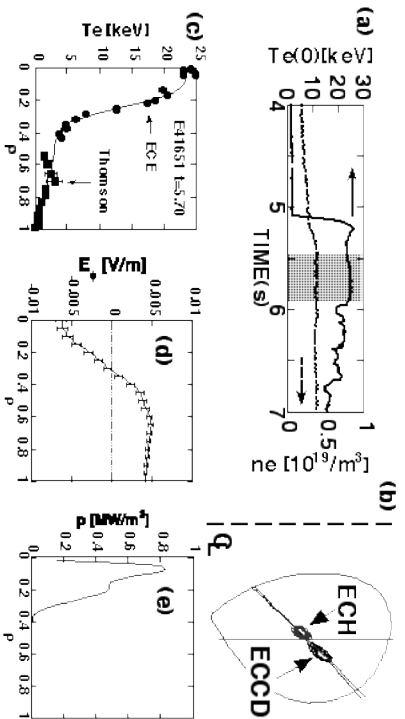 (a)
Te(0)[keV]
0 10 20 30
4 5 6 7
TIME(s)
0 0.5 1
ne [10¹⁹/m³]
(b)
ECH
ECCD
C
L
(c)
Te [keV]
0 5 10 15 20 25
E41651 t=5.70
ECE
Thomson
0 0.2 0.4 0.6 0.8 1
ρ
(d)
E [V/m]
-0.01 -0.005 0 0.005 0.01
0 0.2 0.4 0.6 0.8 1
ρ
(e)
p [MW/m³]
0 0.2 0.4 0.6 0.8 1
0 0.2 0.4 0.6 0.8 1
ρ